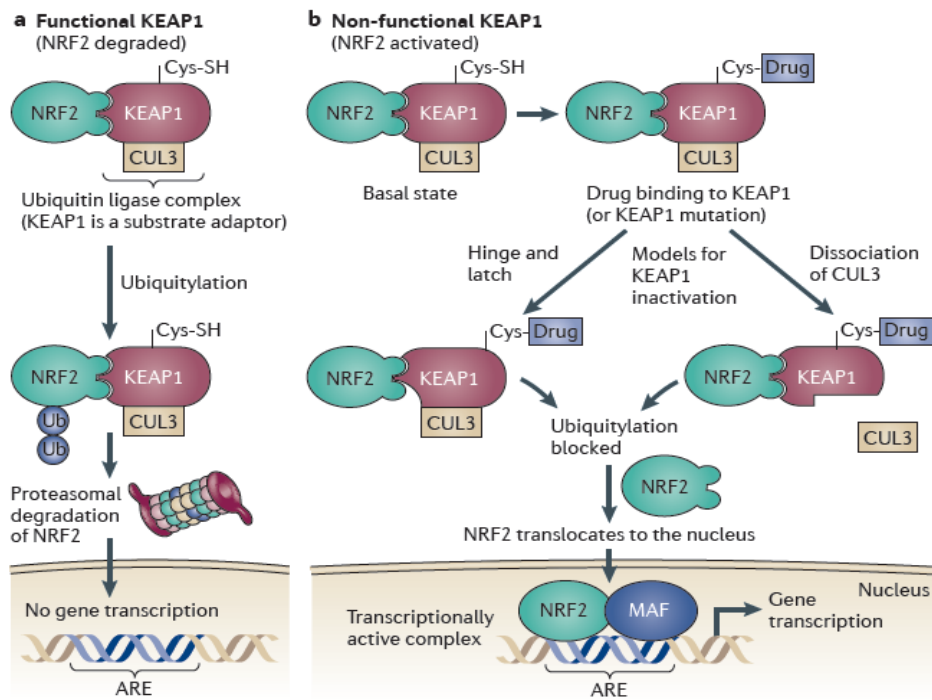 a Functional KEAP1
(NRF2 degraded)
Cys-SH
NRF2
KEAP1
CUL3
Ubiquitin ligase complex
(KEAP1 is a substrate adaptor)
Ubiquitylation
Cys-SH
NRF2
KEAP1
Ub
Ub
CUL3
Proteasomal
degradation
of NRF2
No gene transcription
ARE
b Non-functional KEAP1
(NRF2 activated)
Cys-SH
NRF2
KEAP1
CUL3
Basal state
Cys-Drug
NRF2
KEAP1
CUL3
Drug binding to KEAP1
(or KEAP1 mutation)
Hinge and
latch
Models for
KEAP1
inactivation
Dissociation
of CUL3
Cys-Drug
NRF2
KEAP1
CUL3
Cys-Drug
NRF2
KEAP1
CUL3
Ubiquitylation
blocked
NRF2
NRF2 translocates to the nucleus
Nucleus
Transcriptionally
active complex
NRF2
MAF
Gene
transcription
ARE